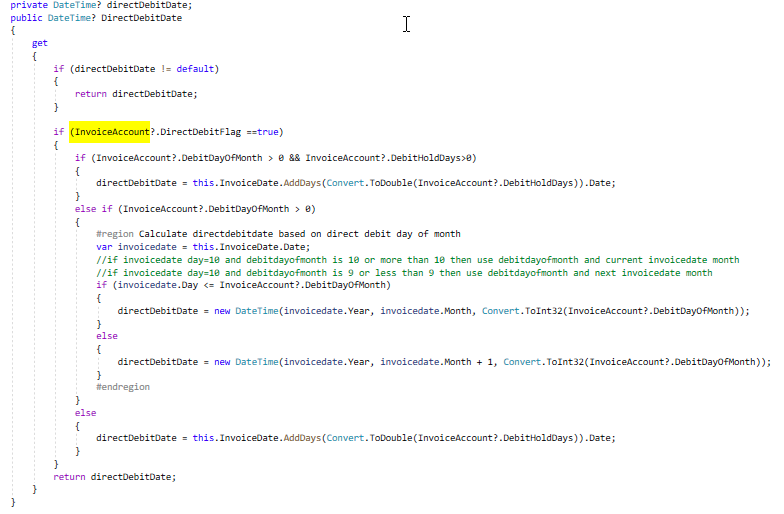 private DateTime? directDebitDate;
public DateTime? DirectDebitDate
{
get
{
if (directDebitDate != default)
{
return directDebitDate;
}
if (InvoiceAccount?.DirectDebitFlag ==true)
{
if (InvoiceAccount?.DebitDayOfMonth > 0 && InvoiceAccount?.DebitHoldDays>0)
{
directDebitDate = this.InvoiceDate.AddDays(Convert.ToDouble(InvoiceAccount?.DebitHoldDays)).Date;
}
else if (InvoiceAccount?.DebitDayOfMonth > 0)
{
#region Calculate directdebitdate based on direct debit day of month
var invoicedate = this.InvoiceDate.Date;
//if invoicedate day=10 and debitdayofmonth is 10 or more than 10 then use debitdayofmonth and current invoicedate month
//if invoicedate day=10 and debitdayofmonth is 9 or less than 9 then use debitdayofmonth and next invoicedate month
if (invoicedate.Day <= InvoiceAccount?.DebitDayOfMonth)
{
directDebitDate = new DateTime(invoicedate.Year, invoicedate.Month, Convert.ToInt32(InvoiceAccount?.DebitDayOfMonth));
}
else
{
directDebitDate = new DateTime(invoicedate.Year, invoicedate.Month + 1, Convert.ToInt32(InvoiceAccount?.DebitDayOfMonth));
}
#endregion
}
else
{
directDebitDate = this.InvoiceDate.AddDays(Convert.ToDouble(InvoiceAccount?.DebitHoldDays)).Date;
}
}
return directDebitDate;
}
}